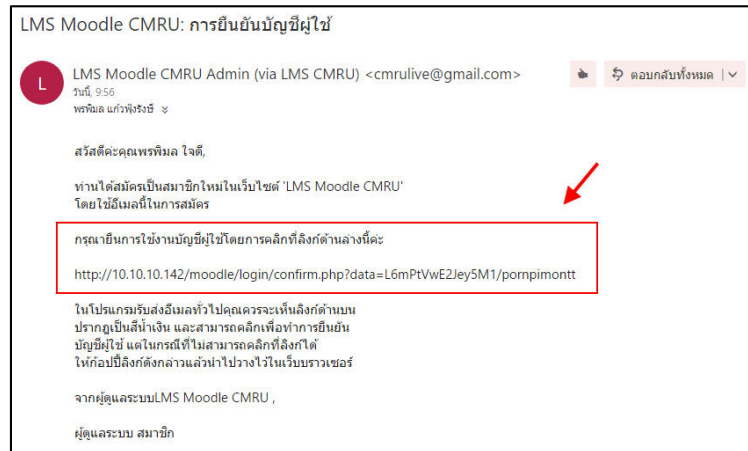 LMS Moodle CMRU: การยืนยันบัญชีผู้ใช้
L
LMS Moodle CMRU Admin (via LMS CMRU) <cmrulive@gmail.com>
ตอบกลับทั้งหมด
วันนี้, 9:56
พรพิมล แก้วฟุ้งรังษี
สวัสดีค่ะคุณพรพิมล ใจดี,
ท่านได้สมัครเป็นสมาชิกใหม่ในเว็บไซต์ 'LMS Moodle CMRU'
โดยใช้อีเมลนี้ในการสมัคร
กรุณายืนการใช้งานบัญชีผู้ใช้โดยการคลิกที่ลิงก์ด้านล่างนี้ค่ะ
http://10.10.10.142/moodle/login/confirm.php?data=L6mPtVwE2Jey5M1/pornpimontt
ในโปรแกรมรับส่งอีเมลทั่วไปคุณควรจะเห็นลิงก์ด้านบน
ปรากฏเป็นสีน้ำเงิน และสามารถคลิกเพื่อทำการยืนยัน
บัญชีผู้ใช้ แต่ในกรณีที่ไม่สามารถคลิกที่ลิงก์ได้
ให้ก๊อปปี้ลิงก์ดังกล่าวแล้วนำไปวางไว้ในเว็บบราวเซอร์
จากผู้ดูแลระบบLMS Moodle CMRU ,
ผู้ดูแลระบบ สมาชิก